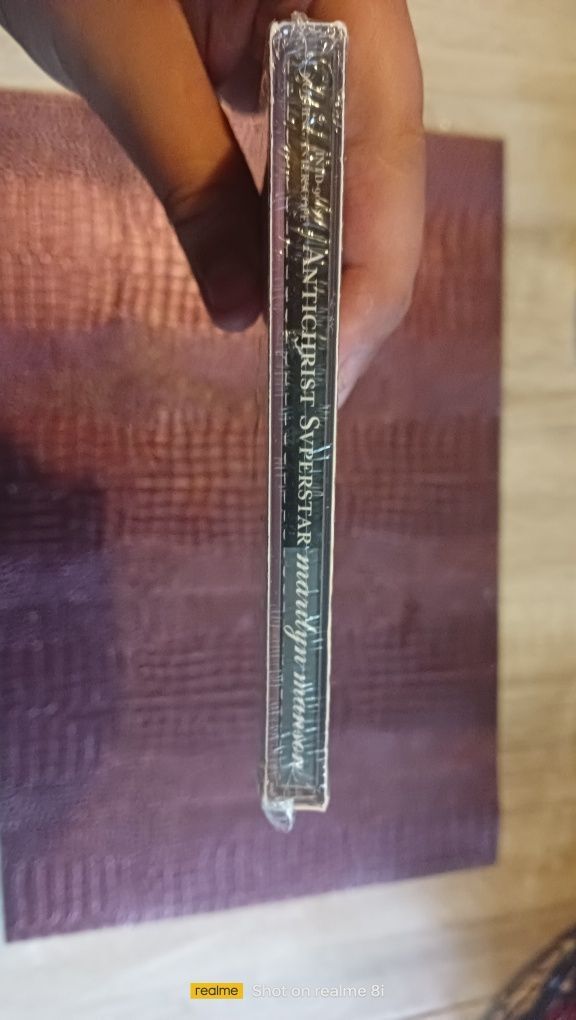 marilyn manson
ANTICHRIST SVPERSTAR
realme Shot on realme 8i